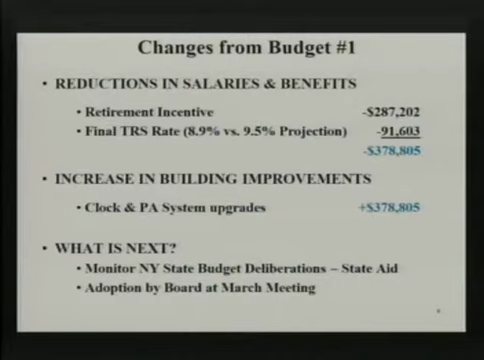 Changes from Budget #1
• REDUCTIONS IN SALARIES & BENEFITS
• Retirement Incentive -$287,202
• Final TRS Rate (8.9% vs. 9.5% Projection) -91,603
-$378,805
• INCREASE IN BUILDING IMPROVEMENTS
• Clock & PA System upgrades +$378,805
• WHAT IS NEXT?
• Monitor NY State Budget Deliberations – State Aid
• Adoption by Board at March Meeting